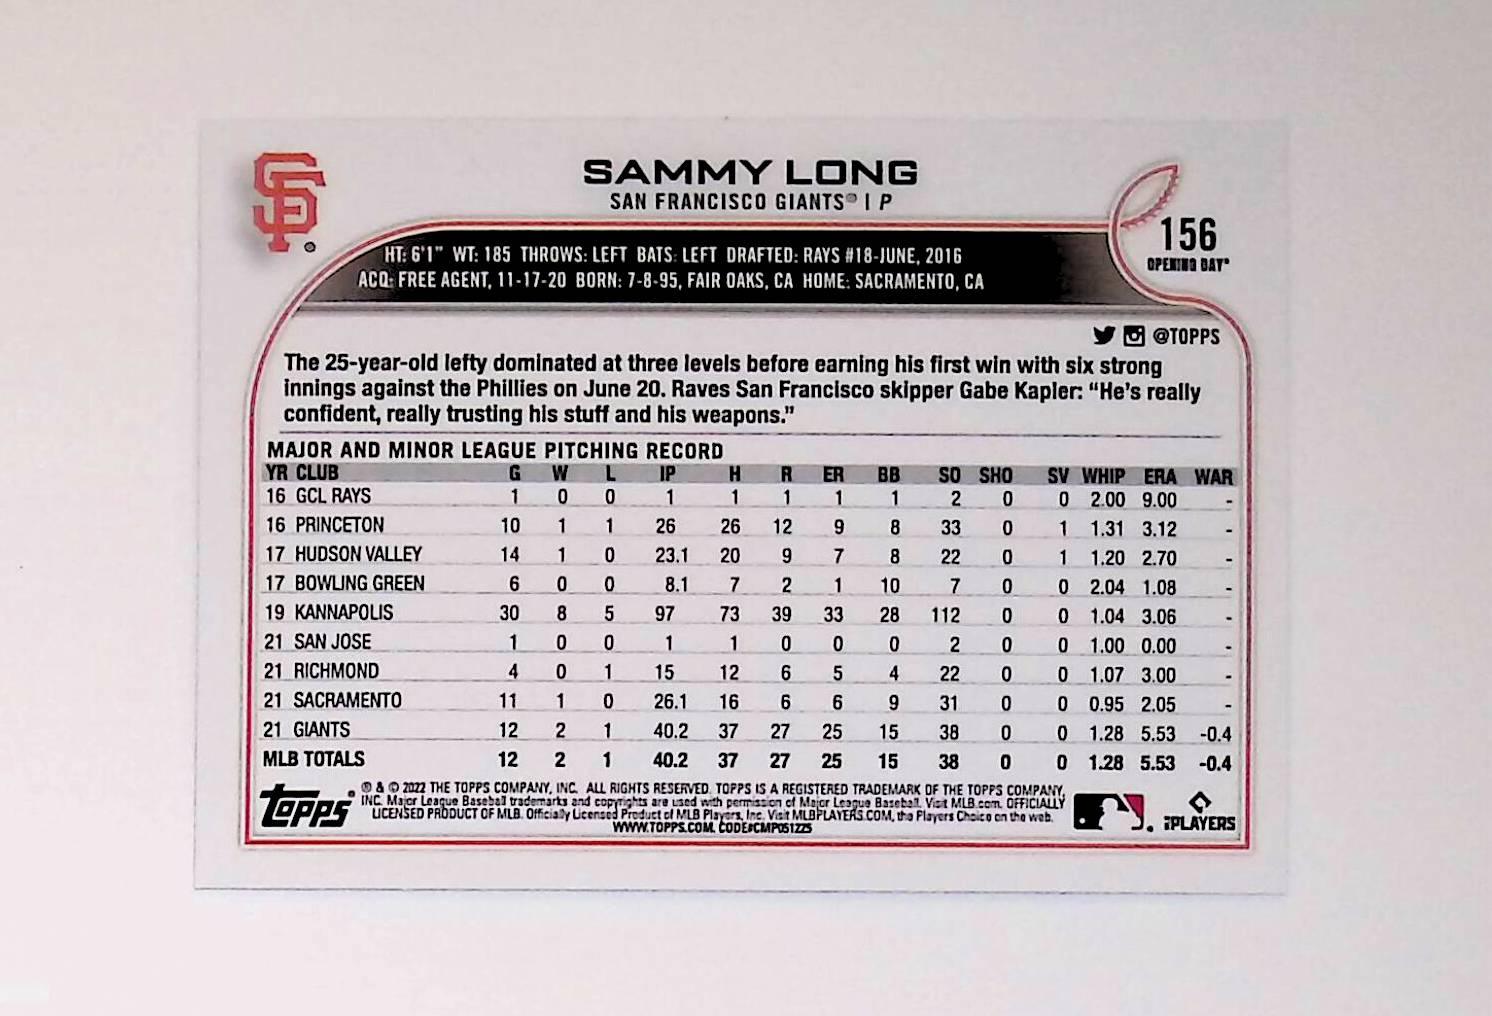 SF
SAMMY LONG
SAN FRANCISCO GIANTS® | P
156
OPENING DAY®
HT: 6'1" WT: 185 THROWS: LEFT BATS: LEFT DRAFTED: RAYS #18-JUNE, 2016
ACQ: FREE AGENT, 11-17-20 BORN: 7-8-95, FAIR OAKS, CA HOME: SACRAMENTO, CA
@TOPPS
The 25-year-old lefty dominated at three levels before earning his first win with six strong
innings against the Phillies on June 20. Raves San Francisco skipper Gabe Kapler: “He's really
confident, really trusting his stuff and his weapons.”
MAJOR AND MINOR LEAGUE PITCHING RECORD
YR CLUB G W L IP H R ER BB SO SHO SV WHIP ERA WAR
16 GCL RAYS 1 0 0 1 1 1 1 1 2 0 0 2.00 9.00 -
16 PRINCETON 10 1 1 26 26 12 9 8 33 0 1 1.31 3.12 -
17 HUDSON VALLEY 14 1 0 23.1 20 9 7 8 22 0 1 1.20 2.70 -
17 BOWLING GREEN 6 0 0 8.1 7 2 1 10 7 0 0 2.04 1.08 -
19 KANNAPOLIS 30 8 5 97 73 39 33 28 112 0 0 1.04 3.06 -
21 SAN JOSE 1 0 0 1 1 0 0 0 2 0 0 1.00 0.00 -
21 RICHMOND 4 0 1 15 12 6 5 4 22 0 0 1.07 3.00 -
21 SACRAMENTO 11 1 0 26.1 16 6 6 9 31 0 0 0.95 2.05 -
21 GIANTS 12 2 1 40.2 37 27 25 15 38 0 0 1.28 5.53 -0.4
MLB TOTALS 12 2 1 40.2 37 27 25 15 38 0 0 1.28 5.53 -0.4
Topps®
® & © 2022 THE TOPPS COMPANY, INC. ALL RIGHTS RESERVED. TOPPS IS A REGISTERED TRADEMARK OF THE TOPPS COMPANY,
INC. Major League Baseball trademarks and copyrights are used with permission of Major League Baseball. Visit MLB.com. OFFICIALLY
LICENSED PRODUCT OF MLB. Officially Licensed Product of MLB Players, Inc. Visit MLBPLAYERS.COM, the Players Choice on the web.
WWW.TOPPS.COM. CODE#CMP051225
PLAYERS